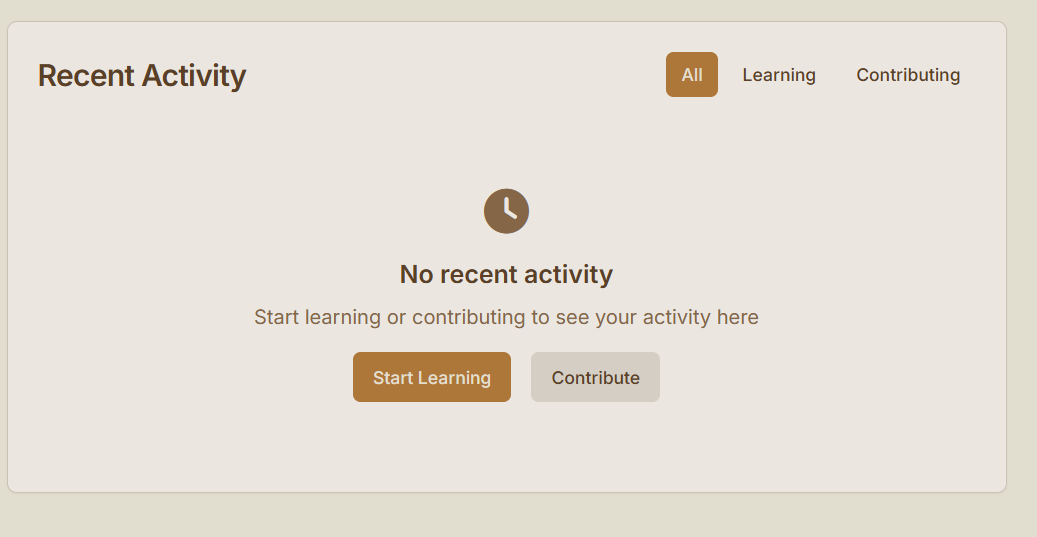 Recent Activity
All
Learning
Contributing
No recent activity
Start learning or contributing to see your activity here
Start Learning
Contribute